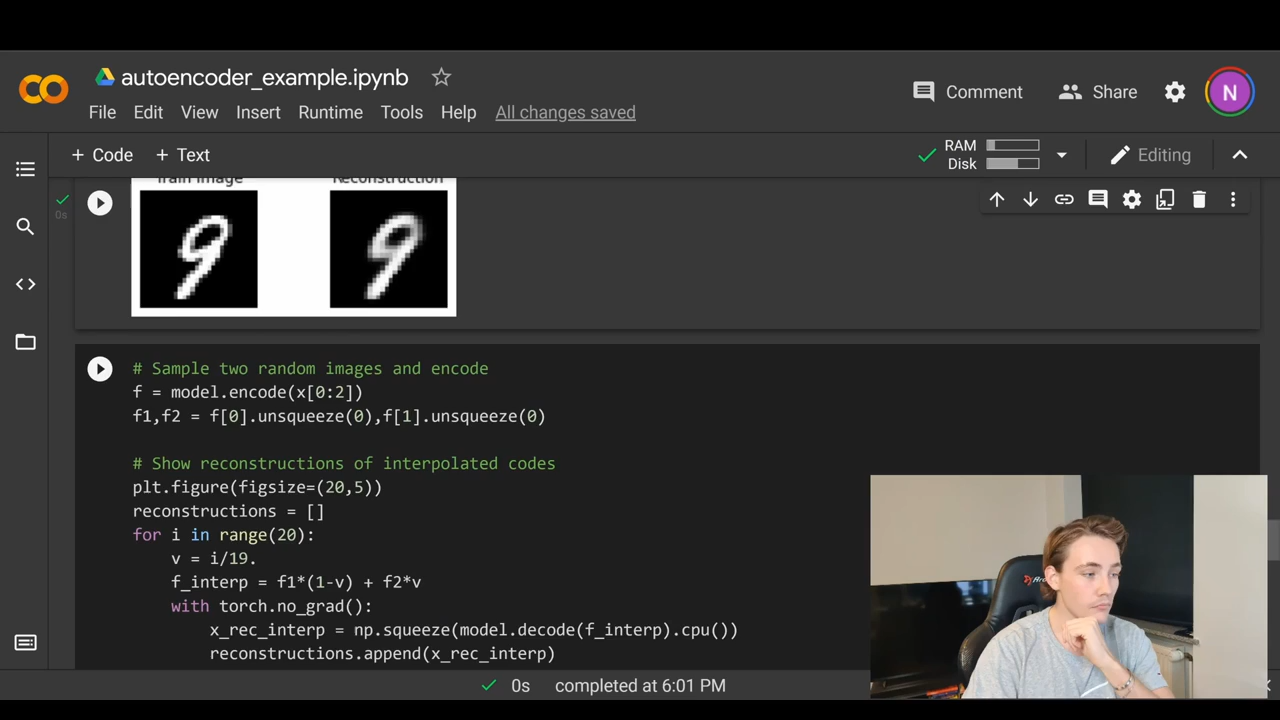 autoencoder_example.ipynb
File Edit View Insert Runtime Tools Help All changes saved
Comment Share N
+ Code + Text
RAM
Disk
Editing
Train Image Reconstruction
0s
# Sample two random images and encode
f = model.encode(x[0:2])
f1,f2 = f[0].unsqueeze(0),f[1].unsqueeze(0)
# Show reconstructions of interpolated codes
plt.figure(figsize=(20,5))
reconstructions = []
for i in range(20):
v = i/19.
f_interp = f1*(1-v) + f2*v
with torch.no_grad():
x_rec_interp = np.squeeze(model.decode(f_interp).cpu())
reconstructions.append(x_rec_interp)
0s completed at 6:01 PM